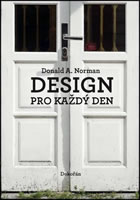 Donald A. Norman
DESIGN
PRO KAŽDÝ DEN
Dokořán